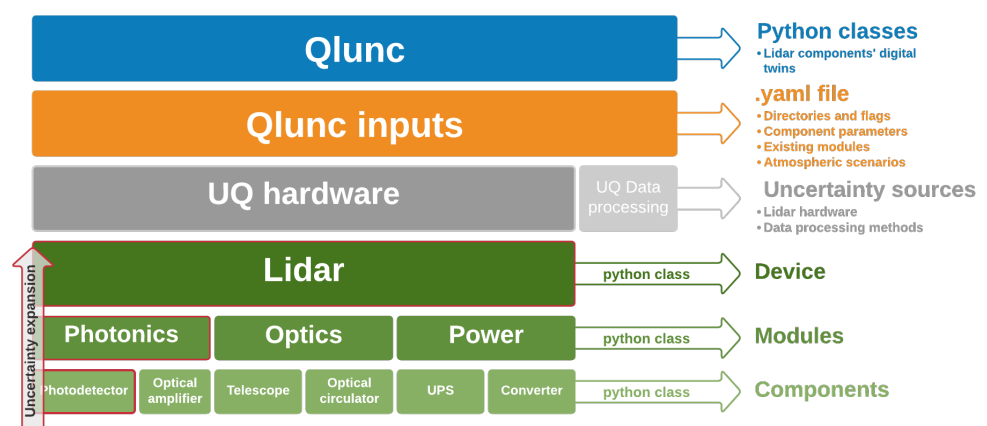 Qlunc
Python classes
• Lidar components' digital
twins
Qlunc inputs
.yaml file
• Directories and flags
• Component parameters
• Existing modules
• Atmospheric scenarios
UQ hardware
UQ Data
processing
Uncertainty sources
• Lidar hardware
• Data processing methods
Lidar
python class
Device
Uncertainty expansion
Photonics
Optics
Power
python class
Modules
Photodetector
Optical
amplifier
Telescope
Optical
circulator
UPS
Converter
python class
Components